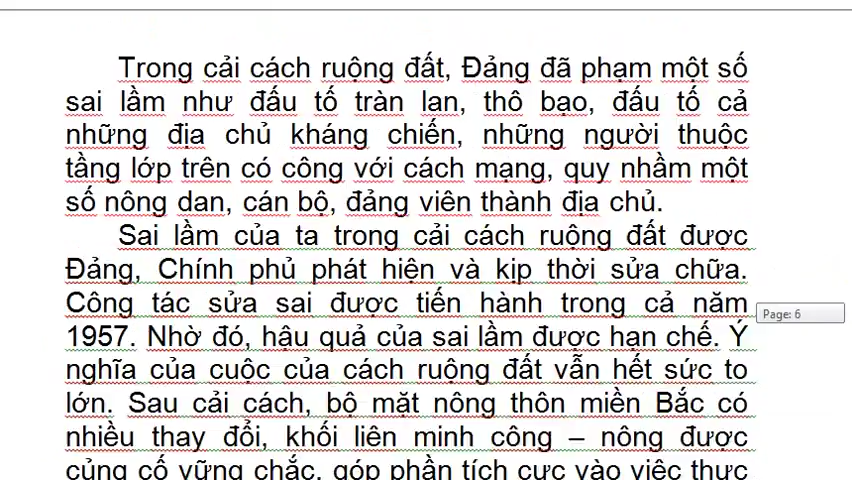 Trong cải cách ruộng đất, Đảng đã phạm một số
sai lầm như đấu tố tràn lan, thô bạo, đấu tố cả
những địa chủ kháng chiến, những người thuộc
tầng lớp trên có công với cách mạng, quy nhầm một
số nông dan, cán bộ, đảng viên thành địa chủ.
Sai lầm của ta trong cải cách ruộng đất được
Đảng, Chính phủ phát hiện và kịp thời sửa chữa.
Công tác sửa sai được tiến hành trong cả năm
Page: 6
1957. Nhờ đó, hậu quả của sai lầm được hạn chế. Ý
nghĩa của cuộc của cách ruộng đất vẫn hết sức to
lớn. Sau cải cách, bộ mặt nông thôn miền Bắc có
nhiều thay đổi, khối liên minh công – nông được
củng cố vững chắc, góp phần tích cực vào việc thực